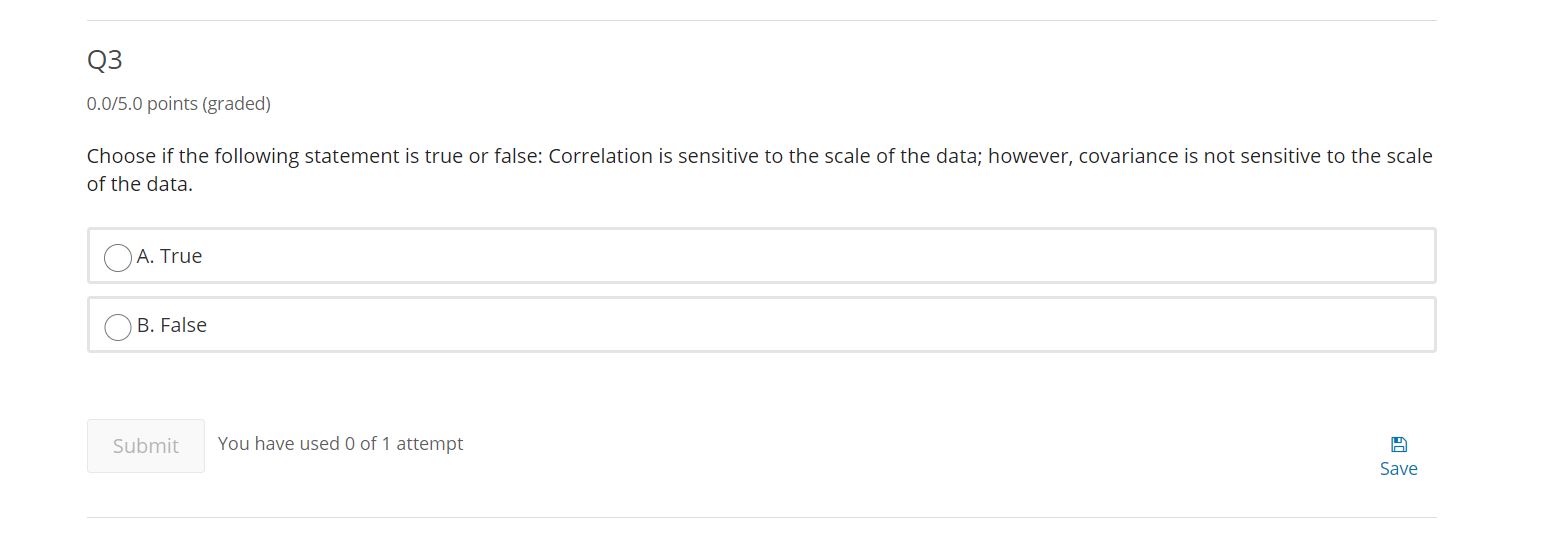 Q3
0.0/5.0 points (graded)
Choose if the following statement is true or false: Correlation is sensitive to the scale of the data; however, covariance is not sensitive to the scale
of the data.
A. True
B. False
Submit
You have used 0 of 1 attempt
Save